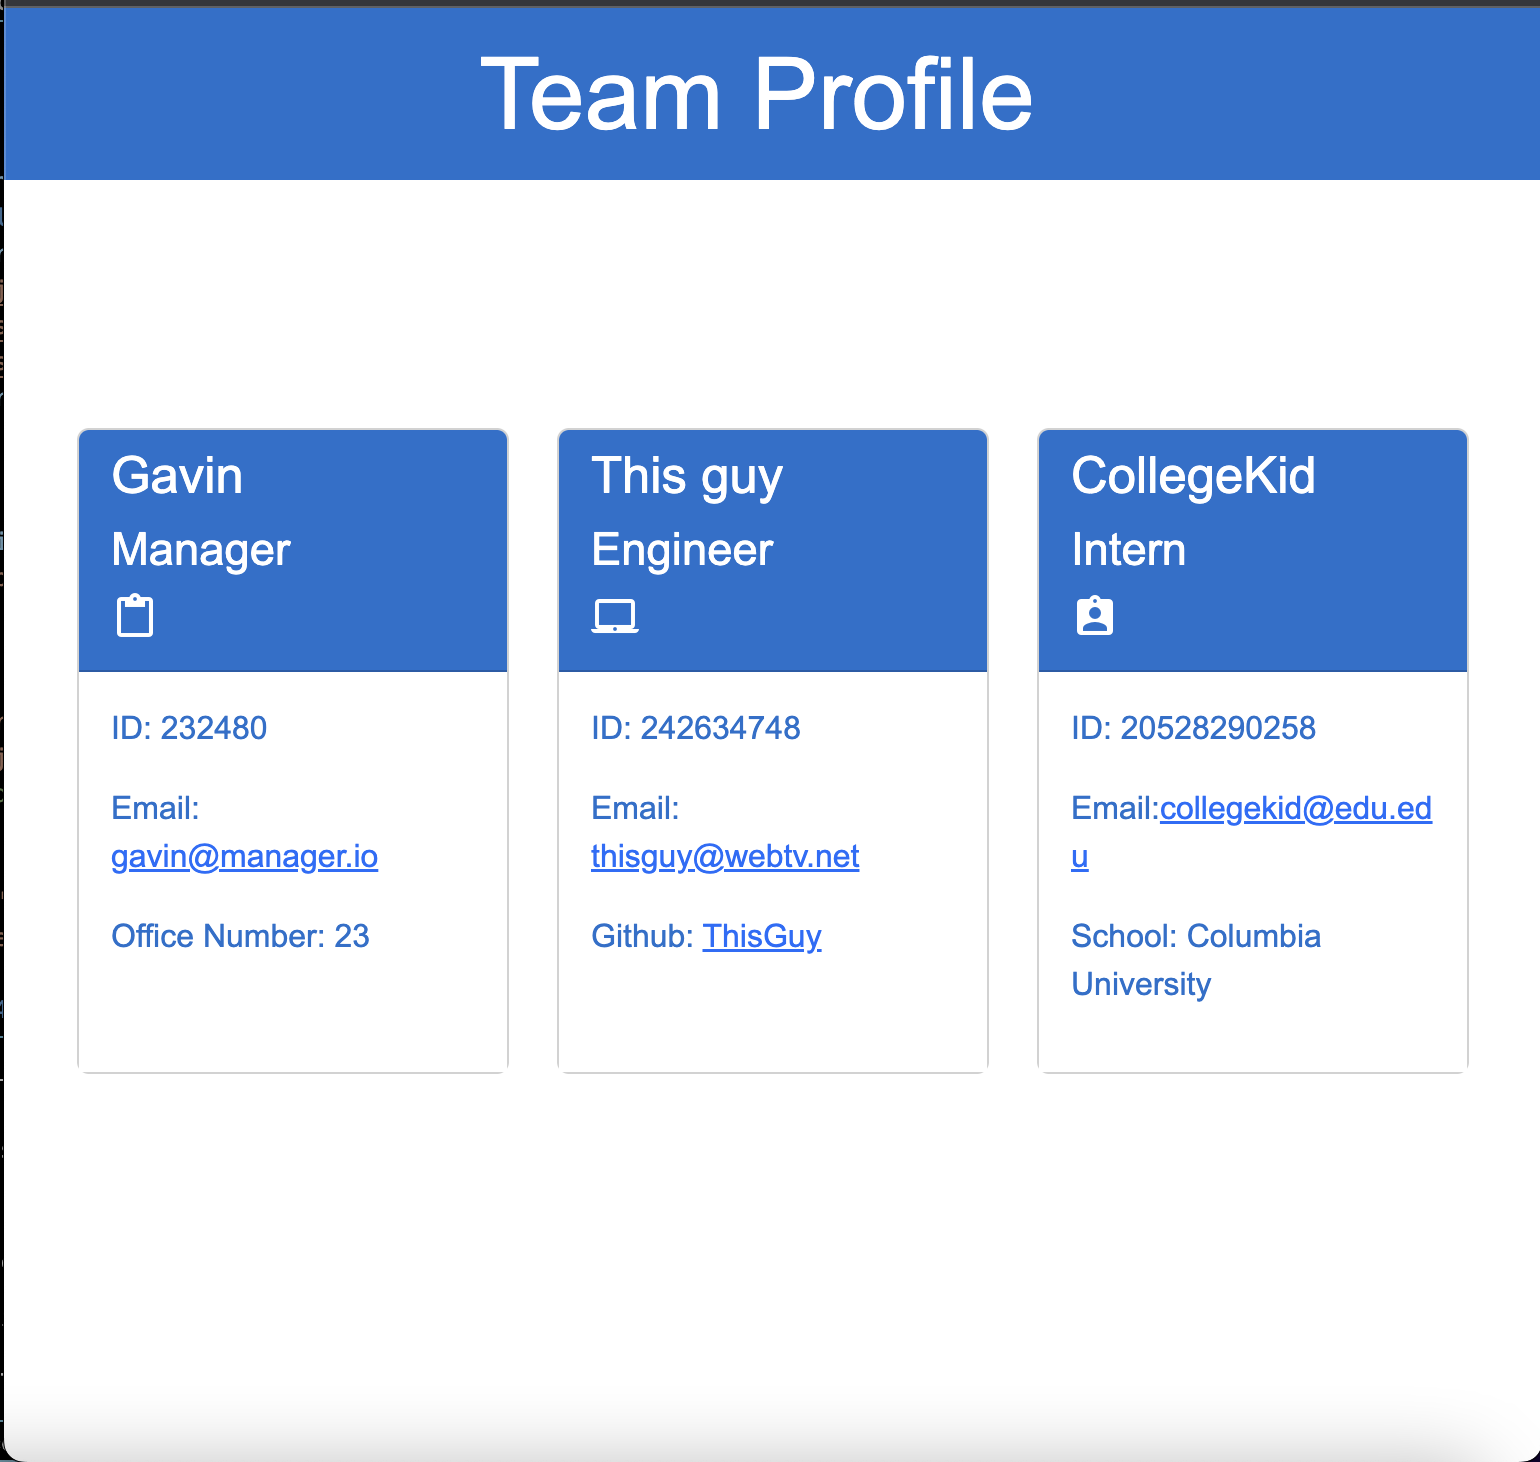 Team Profile
Gavin
Manager
ID: 232480
Email:
gavin@manager.io
Office Number: 23
This guy
Engineer
ID: 242634748
Email:
thisguy@webtv.net
Github: ThisGuy
CollegeKid
Intern
ID: 20528290258
Email:collegekid@edu.ed
u
School: Columbia
University